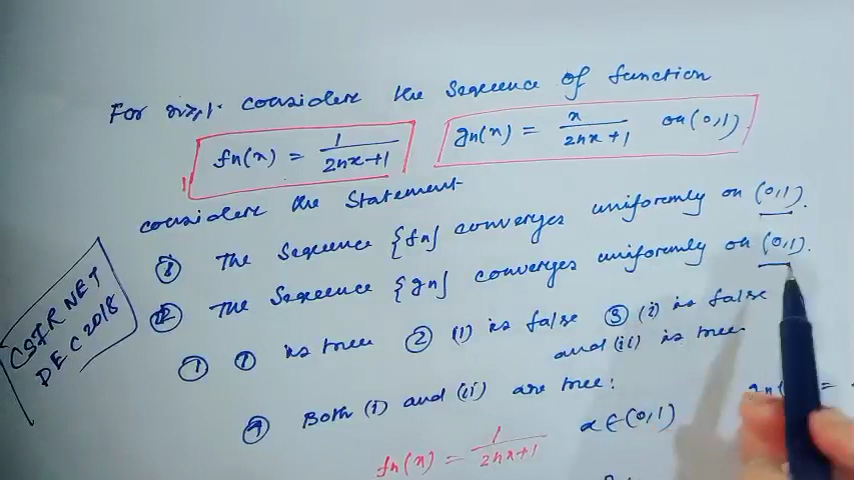 For n≥1. consider the Sequence of function
fn(x) = 1/(2nx+1) gn(x) = x/(2nx+1) on (0,1)
consider the Statement
(i) The Sequence {fn} converges uniformly on (0,1).
(ii) The Sequence {gn} converges uniformly on (0,1).
① (i) is true ② (i) is false ③ (i) is false
and (ii) is true
④ Both (i) and (ii) are true:
fn(x) = 1/(2nx+1) x∈(0,1)
CSIR NET
DEC 2018